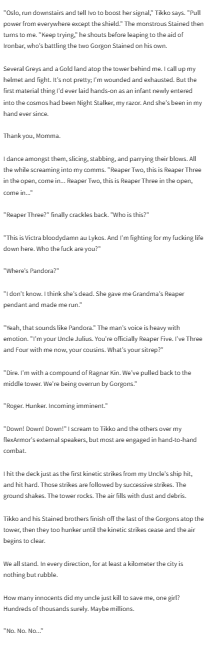 "Oslo, run downstairs and tell Ivo to boost her signal," Tikko says. "Pull
power from everywhere except the shield." The monstrous Stained then
turns to me. "Keep trying," he shouts before leaping to the aid of
Ironbar, who's battling the two Gorgon Stained on his own.
Several Greys and a Gold land atop the tower behind me. I call up my
helmet and fight. It's not pretty; I'm wounded and exhausted. But the
first material thing I'd ever laid hands on as an infant newly entered
into the cosmos had been Night Stalker, my razor. And she's been in my
hand ever since.
Thank you, Momma.
I dance amongst them, slicing, stabbing, and parrying their blows. All
the while screaming into my comms. "Reaper Two, this is Reaper Three
in the open, come in... Reaper Two, this is Reaper Three in the open,
come in..."
"Reaper Three?" finally crackles back. "Who is this?"
"This is Victra bloodydamn au Lykos. And I'm fighting for my fucking life
down here. Who the fuck are you?"
"Where's Pandora?"
"I don't know. I think she's dead. She gave me Grandma's Reaper
pendant and made me run."
"Yeah, that sounds like Pandora." The man's voice is heavy with
emotion. "I'm your Uncle Julius. You're officially Reaper Five. I've Three
and Four with me now, your cousins. What's your sitrep?"
"Dire. I'm with a compound of Ragnar Kin. We've pulled back to the
middle tower. We're being overrun by Gorgons."
"Roger. Hunker. Incoming imminent."
"Down! Down! Down!" I scream to Tikko and the others over my
flexArmor's external speakers, but most are engaged in hand-to-hand
combat.
I hit the deck just as the first kinetic strikes from my Uncle's ship hit,
and hit hard. Those strikes are followed by successive strikes. The
ground shakes. The tower rocks. The air fills with dust and debris.
Tikko and his Stained brothers finish off the last of the Gorgons atop the
tower, then they too hunker until the kinetic strikes cease and the air
begins to clear.
We all stand. In every direction, for at least a kilometer the city is
nothing but rubble.
How many innocents did my uncle just kill to save me, one girl?
Hundreds of thousands surely. Maybe millions.
"No. No. No..."